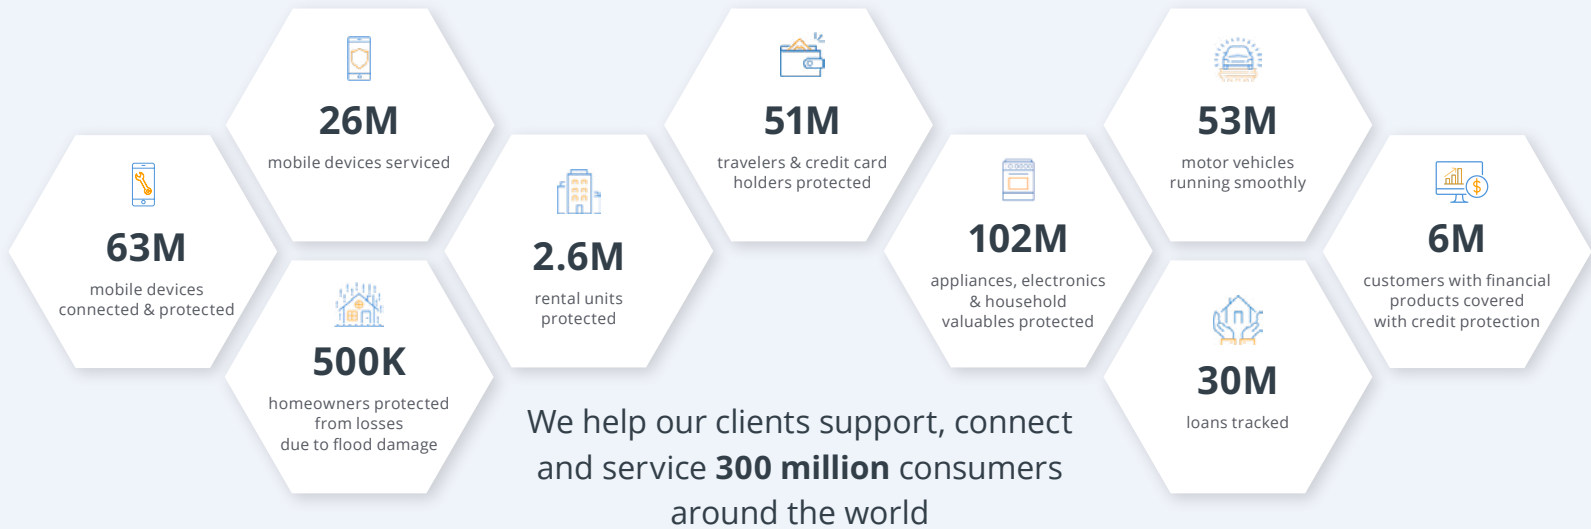 63M
mobile devices
connected & protected
26M
mobile devices serviced
500K
homeowners protected
from losses
due to flood damage
2.6M
rental units
protected
51M
travelers & credit card
holders protected
102M
appliances, electronics
& household
valuables protected
53M
motor vehicles
running smoothly
30M
loans tracked
6M
customers with financial
products covered
with credit protection
We help our clients support, connect
and service 300 million consumers
around the world